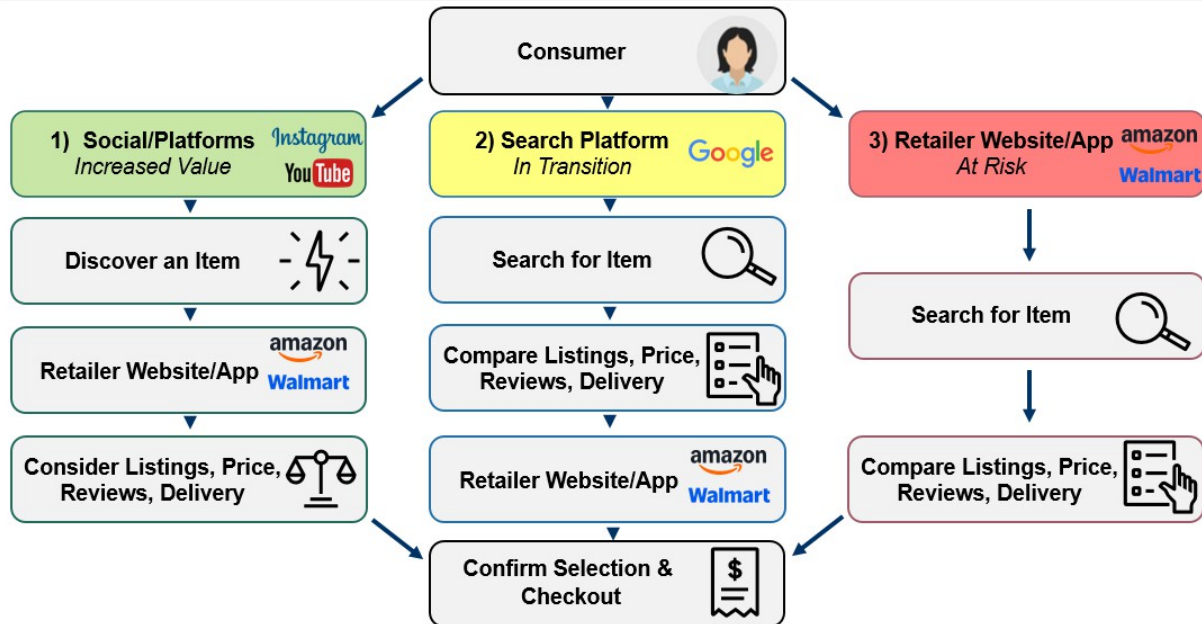 Consumer
1) Social/Platforms
Increased Value
Instagram
YouTube
2) Search Platform
In Transition
Google
3) Retailer Website/App
At Risk
amazon
Walmart
Discover an Item
Search for Item
Search for Item
Retailer Website/App
amazon
Walmart
Compare Listings, Price,
Reviews, Delivery
Consider Listings, Price,
Reviews, Delivery
Retailer Website/App
amazon
Walmart
Compare Listings, Price,
Reviews, Delivery
Confirm Selection &
Checkout
$